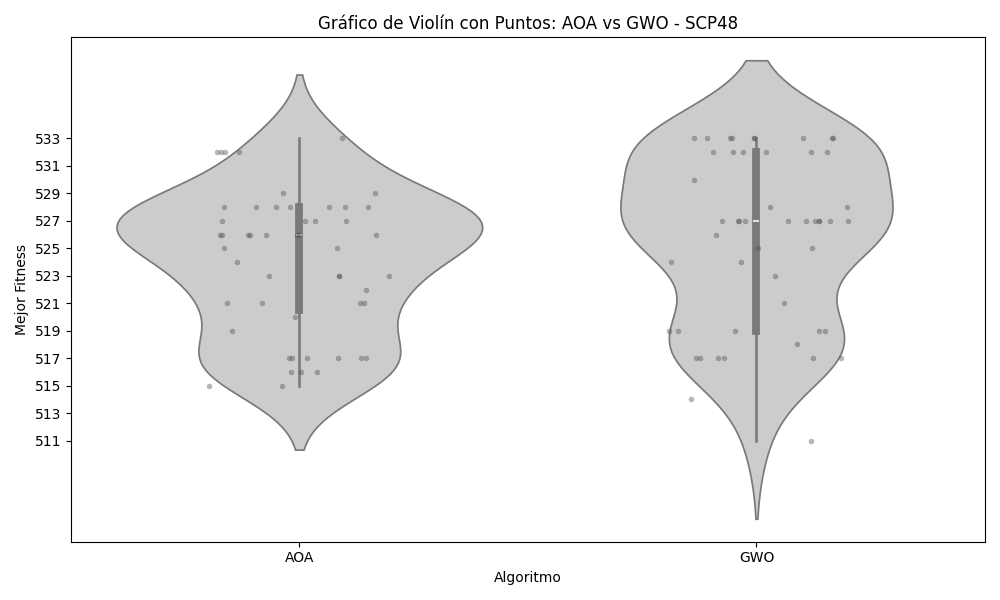 Gráfico de Violín con Puntos: AOA vs GWO - SCP48
Mejor Fitness
533
531
529
527
525
523
521
519
517
515
513
511
AOA
GWO
Algoritmo